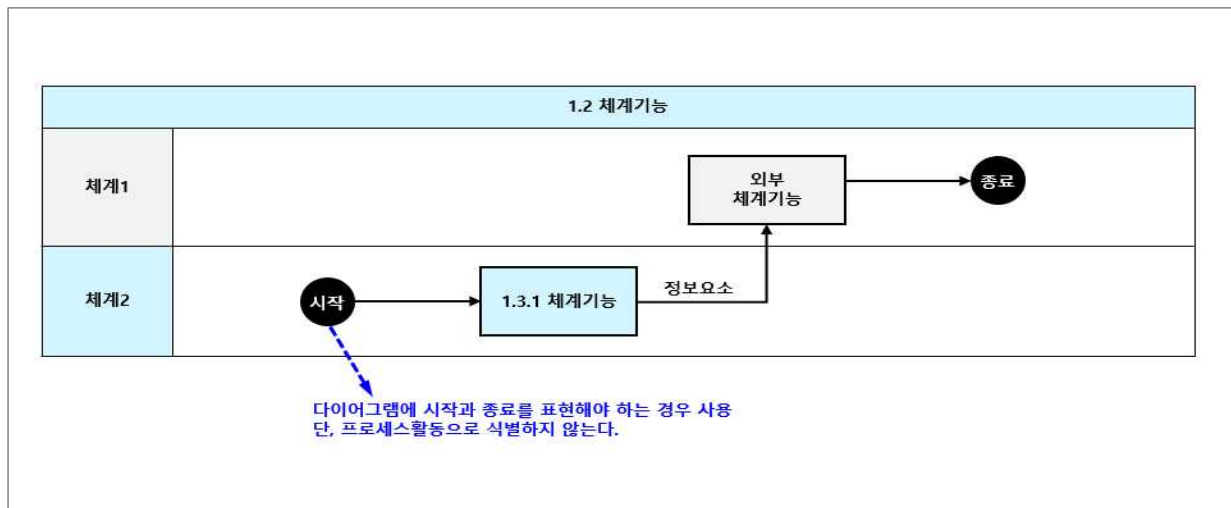 1.2 체계기능
체계1
외부
체계기능
종료
체계2
시작
1.3.1 체계기능
정보요소
다이어그램에 시작과 종료를 표현해야 하는 경우 사용
단, 프로세스활동으로 식별하지 않는다.